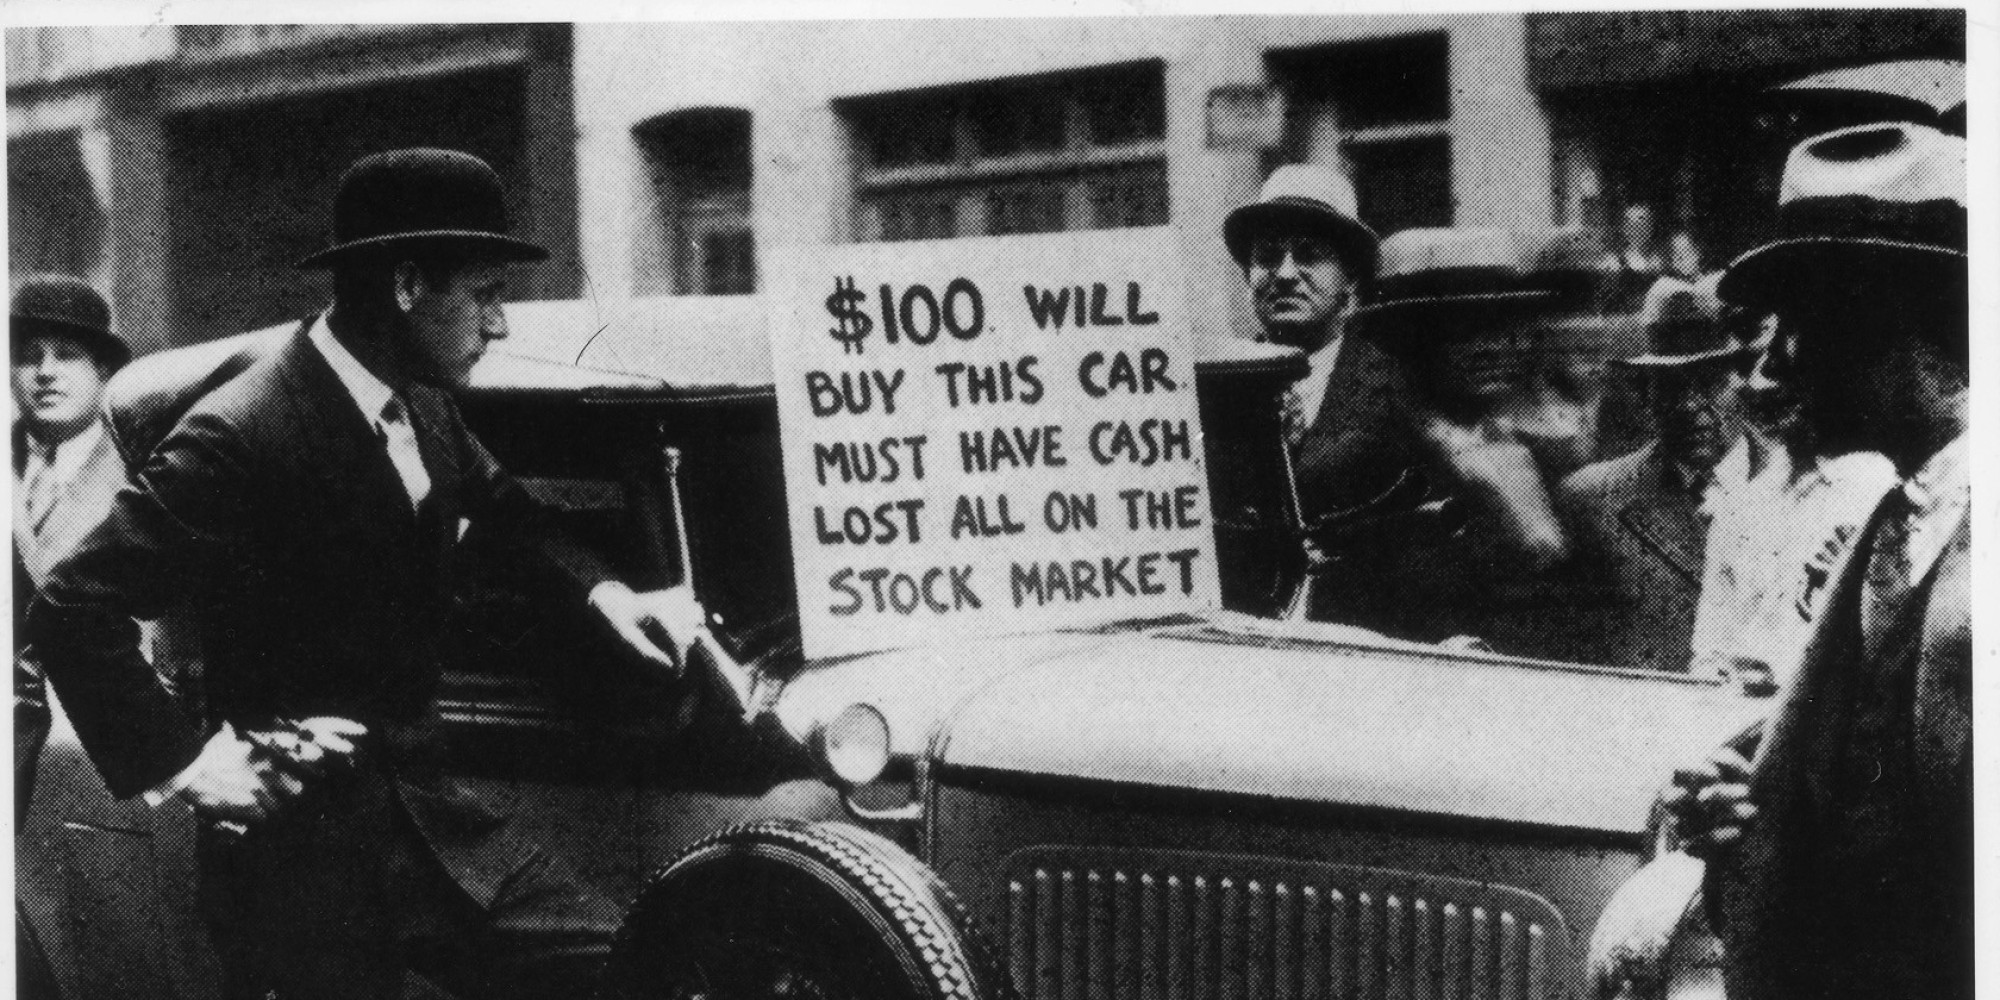 $100. WILL
BUY THIS CAR.
MUST HAVE CASH.
LOST ALL ON THE
STOCK MARKET